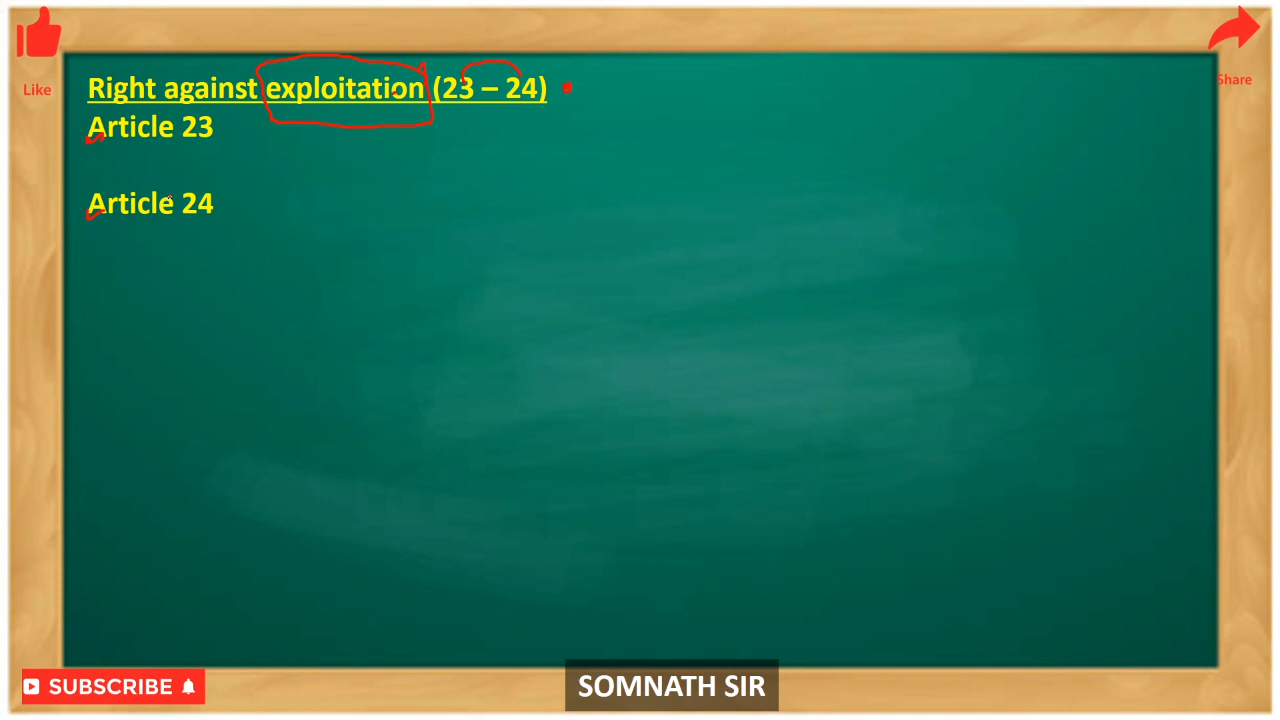 Right against exploitation (23 – 24)
Article 23
Article 24
Like
Share
SUBSCRIBE
SOMNATH SIR